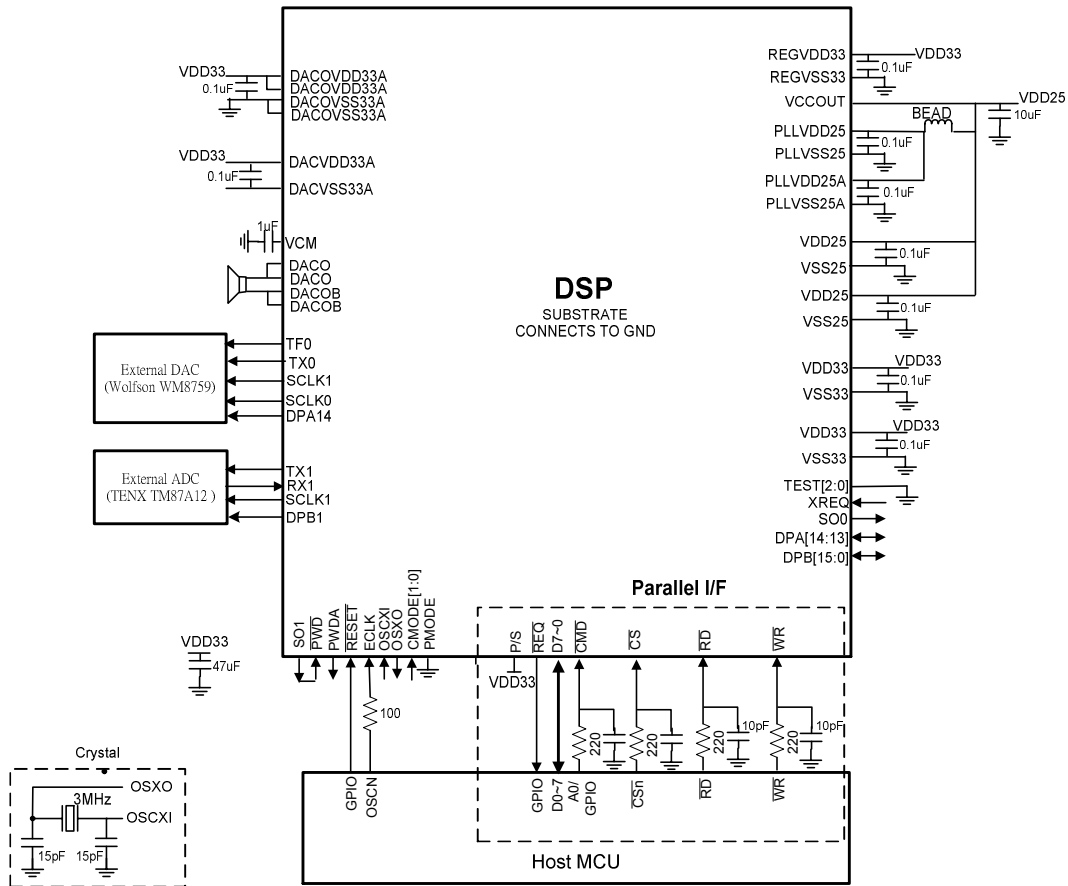 VDD33
0.1uF
DACOVDD33A
DACOVDD33A
DACOVSS33A
DACOVSS33A
VDD33
0.1uF
DACVDD33A
DACVSS33A
1uF
VCM
DACO
DACO
DACOB
DACOB
External DAC
(Wolfson WM8759)
TF0
TX0
SCLK1
SCLK0
DPA14
External ADC
(TENX TM87A12 )
TX1
RX1
SCLK1
DPB1
DSP
SUBSTRATE
CONNECTS TO GND
REGVDD33
VDD33
0.1uF
REGVSS33
VCCOUT
VDD25
10uF
BEAD
PLLVDD25
0.1uF
PLLVSS25
PLLVDD25A
0.1uF
PLLVSS25A
VDD25
0.1uF
VSS25
VDD25
0.1uF
VSS25
VDD33
VDD33
0.1uF
VSS33
VDD33
VDD33
0.1uF
VSS33
TEST[2:0]
XREQ
SO0
DPA[14:13]
DPB[15:0]
Parallel I/F
SO1
PWD
PWDA
RESET
ECLK
OSCXI
OSXO
CMODE[1:0]
PMODE
P/S
REQ
D7~0
CMD
CS
RD
WR
VDD33
47uF
VDD33
100
220
220
220
10pF
220
10pF
GPIO
OSCN
GPIO
D0~7
A0/
GPIO
CSn
RD
WR
Host MCU
Crystal
OSXO
3MHz
OSCXI
15pF
15pF